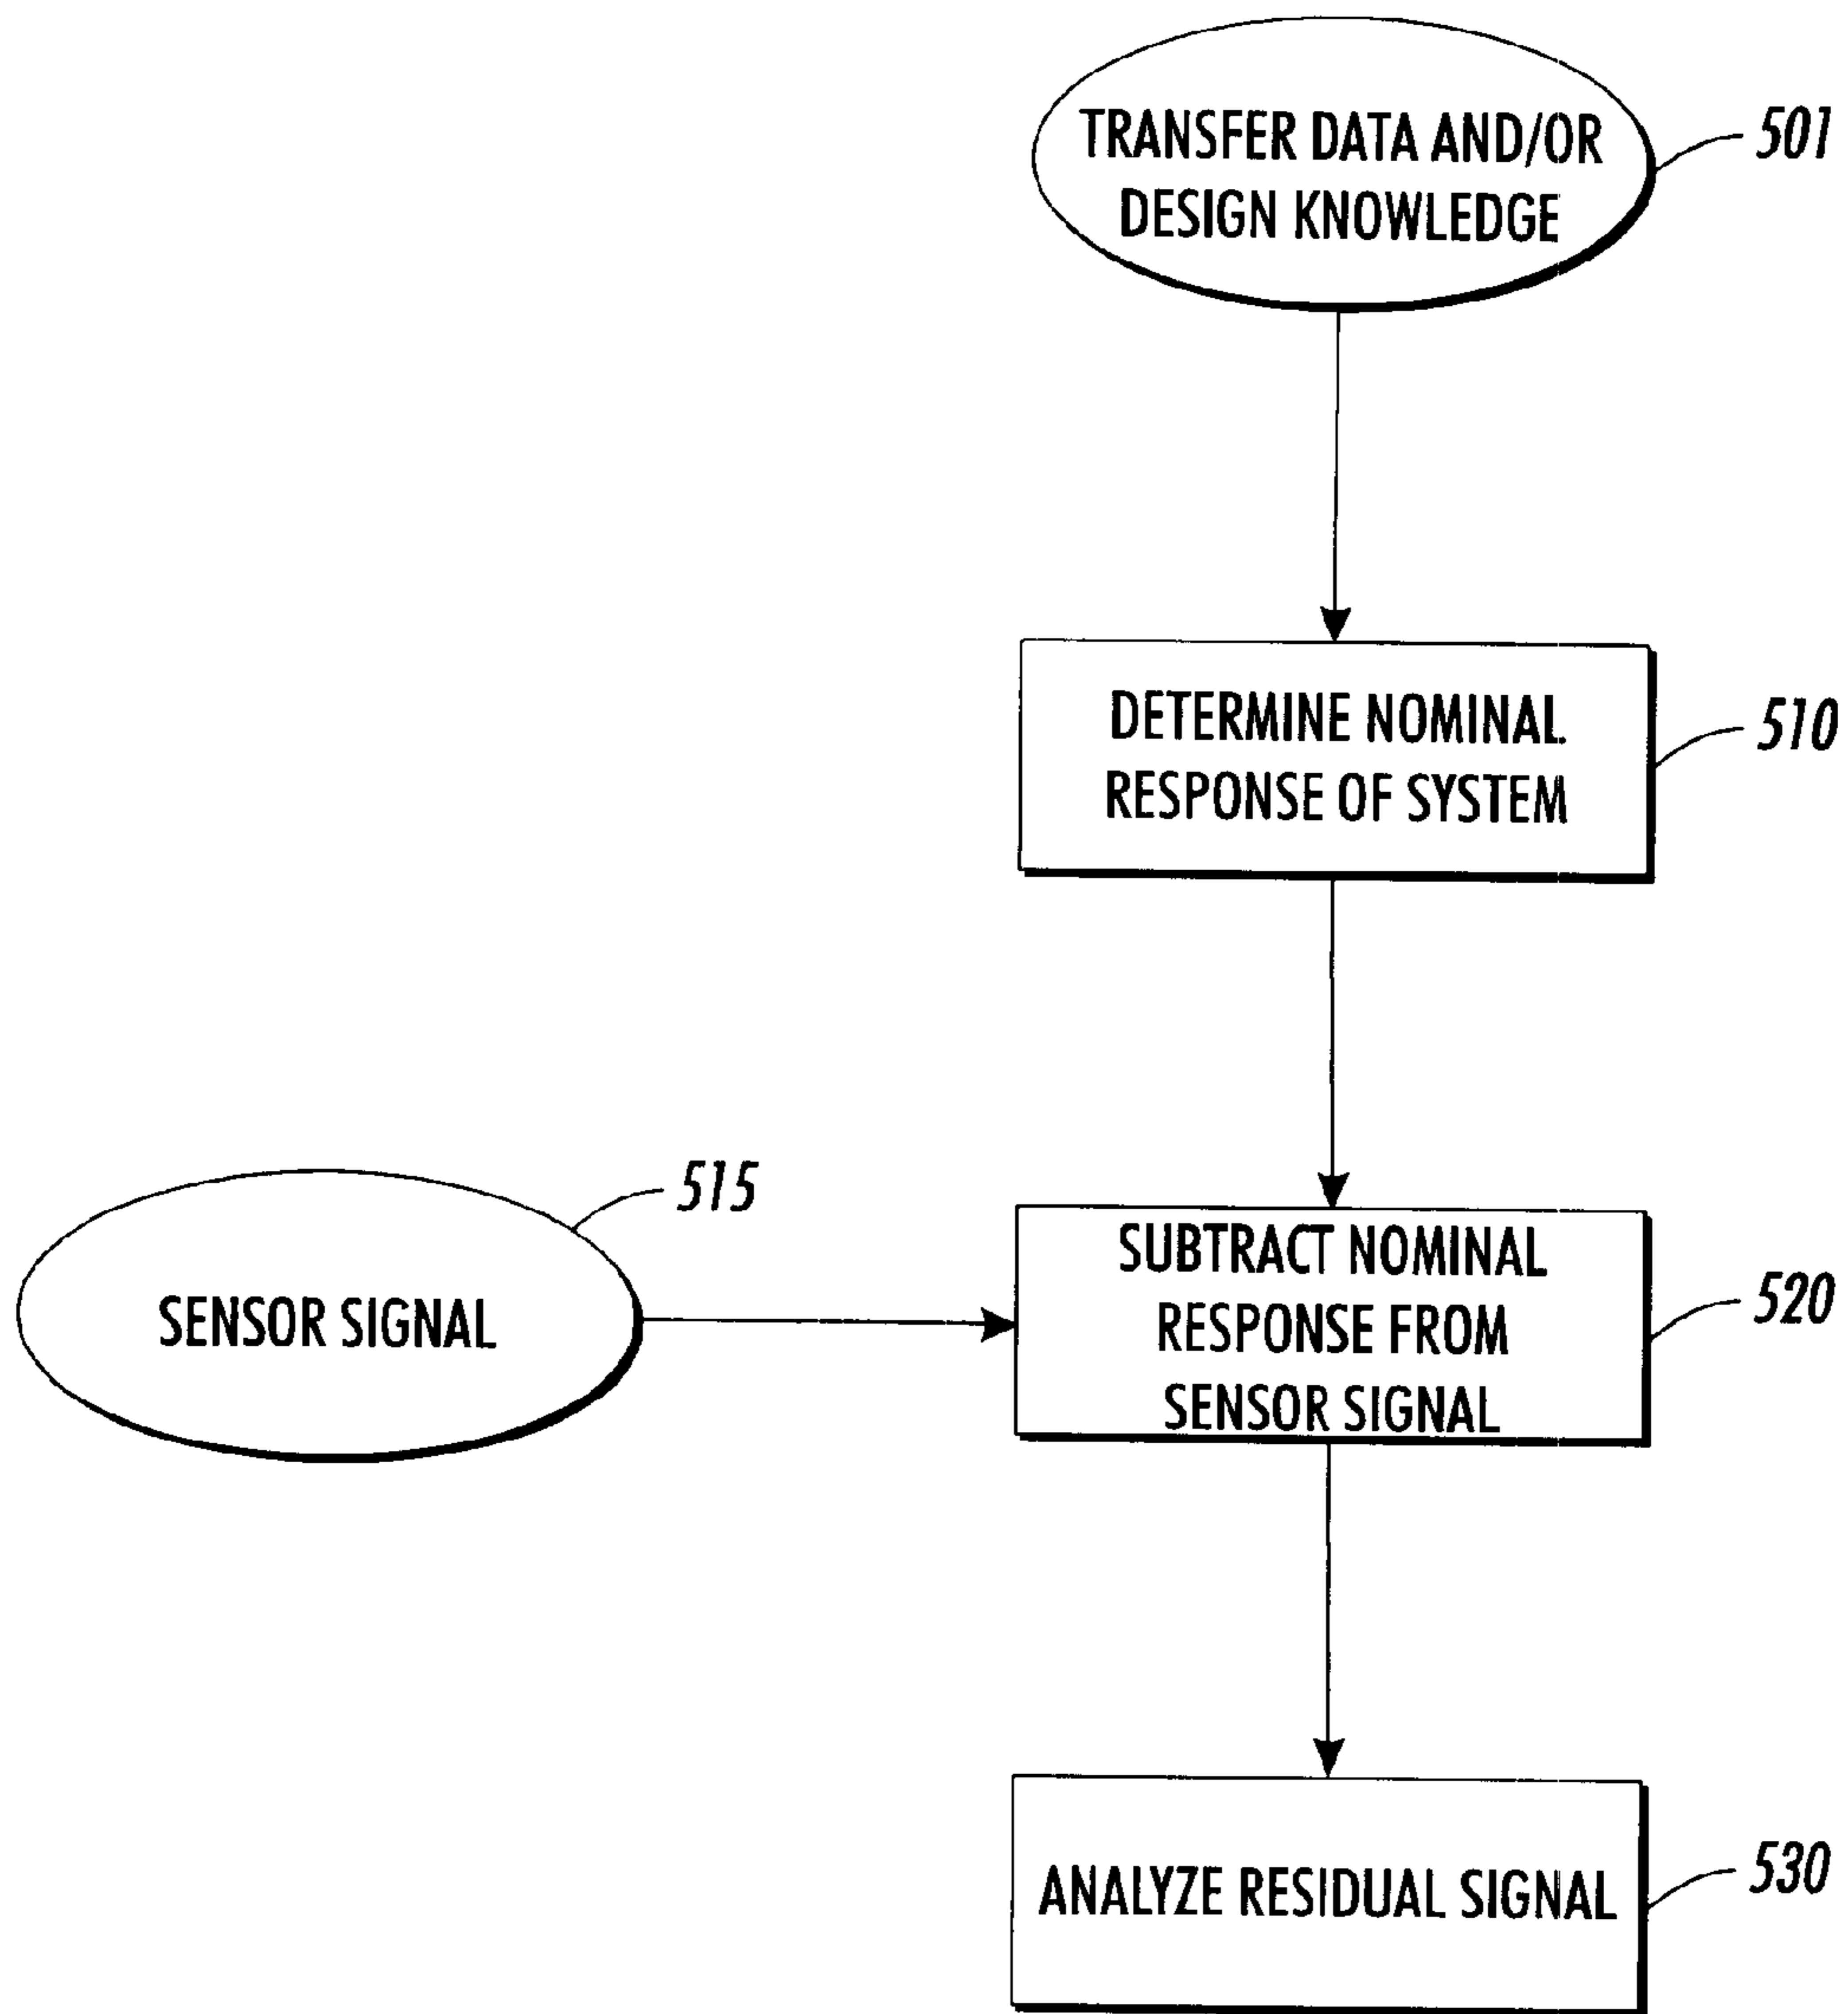 TRANSFER DATA AND/OR
DESIGN KNOWLEDGE
501
DETERMINE NOMINAL
RESPONSE OF SYSTEM
510
515
SENSOR SIGNAL
SUBTRACT NOMINAL
RESPONSE FROM
SENSOR SIGNAL
520
ANALYZE RESIDUAL SIGNAL
530